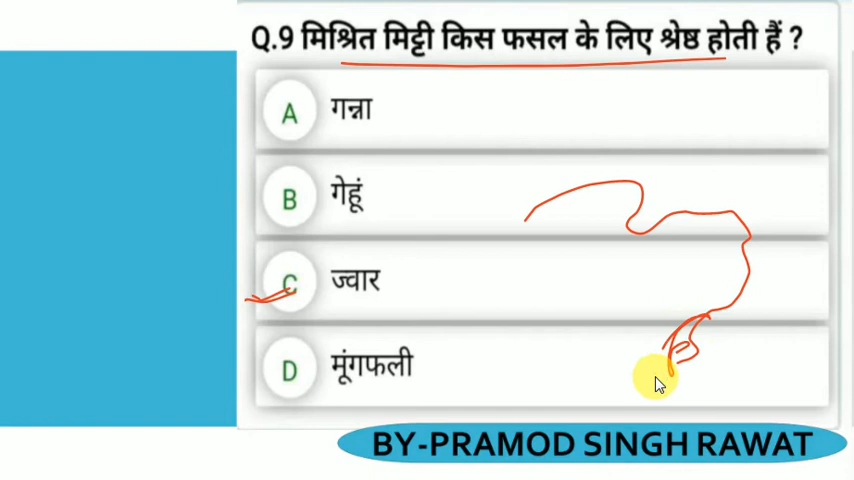 Q.9 मिश्रित मिट्टी किस फसल के लिए श्रेष्ठ होती हैं ?
A गन्ना
B गेहूं
C ज्वार
D मूंगफली
BY-PRAMOD SINGH RAWAT